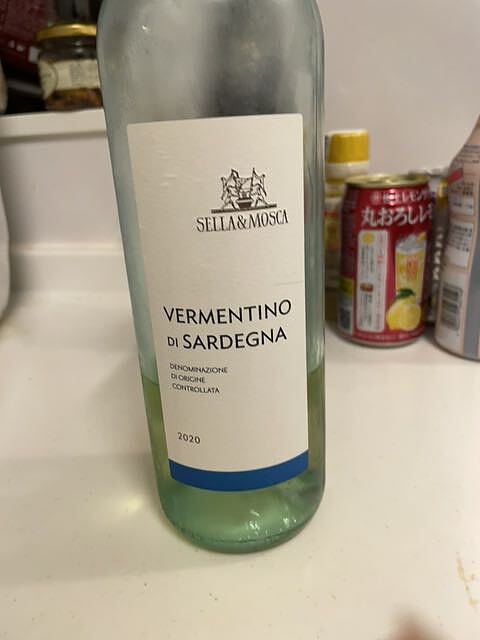 SELLA&MOSCA
VERMENTINO
DI SARDEGNA
DENOMINAZIONE
DI ORIGINE
CONTROLLATA
2020
丸おろしレモ